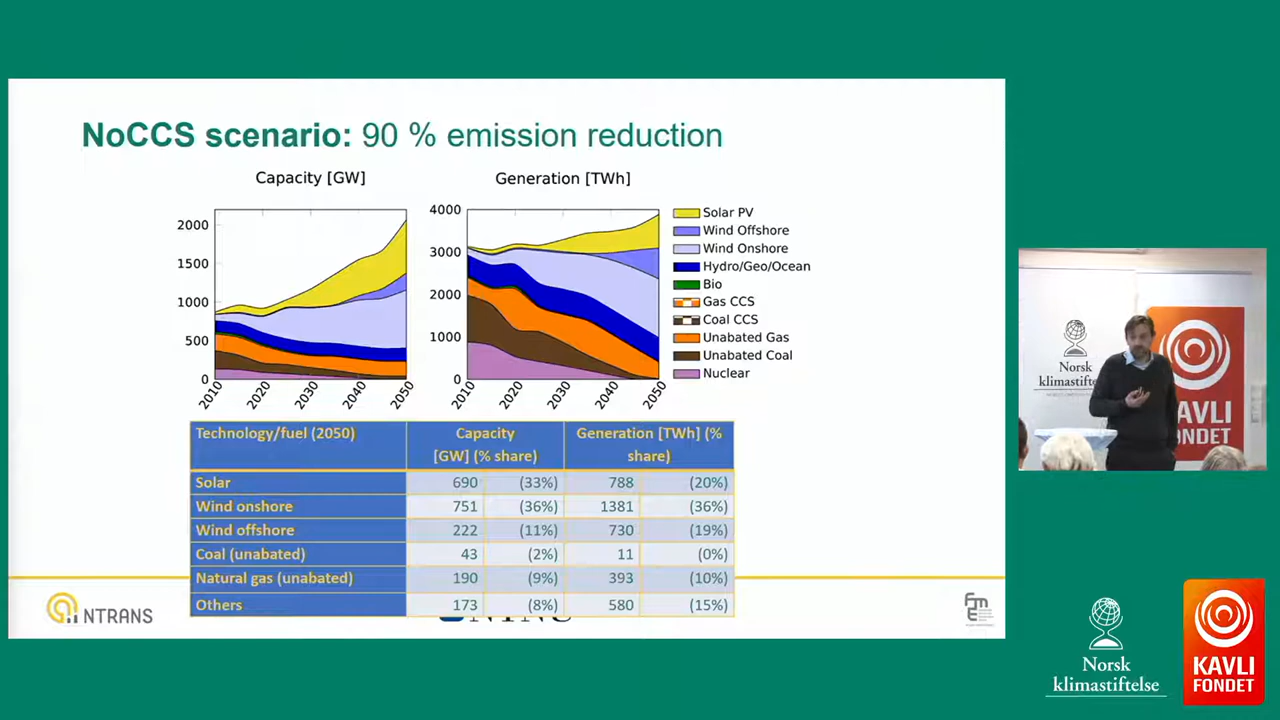 NoCCS scenario: 90 % emission reduction
Capacity [GW]
Generation [TWh]
2000
1500
1000
500
0
2010
2020
2030
2040
2050
4000
3000
2000
1000
0
2010
2020
2030
2040
2050
Solar PV
Wind Offshore
Wind Onshore
Hydro/Geo/Ocean
Bio
Gas CCS
Coal CCS
Unabated Gas
Unabated Coal
Nuclear
Technology/fuel (2050) Capacity [GW] (% share) Generation [TWh] (% share)
Solar 690 (33%) 788 (20%)
Wind onshore 751 (36%) 1381 (36%)
Wind offshore 222 (11%) 730 (19%)
Coal (unabated) 43 (2%) 11 (0%)
Natural gas (unabated) 190 (9%) 393 (10%)
Others 173 (8%) 580 (15%)
NTRANS
FME
Norsk
klimastifte
KAVLI
FONDET
Norsk
klimastiftelse
KAVLI
FONDET